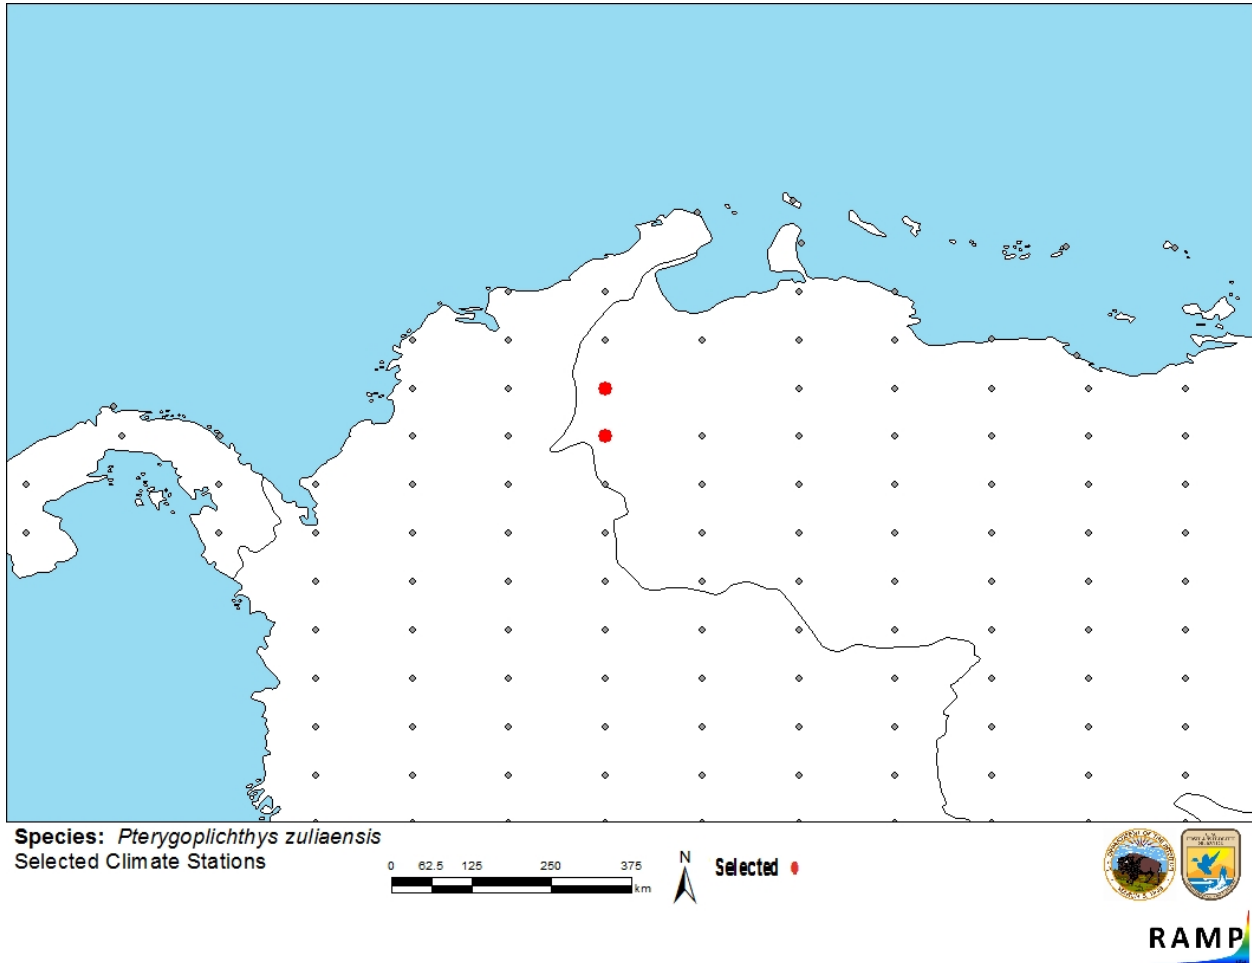 Species: Pterygoplichthys zuliaensis
Selected Climate Stations
0 62.5 125 250 375
km
N
Selected
RAMP